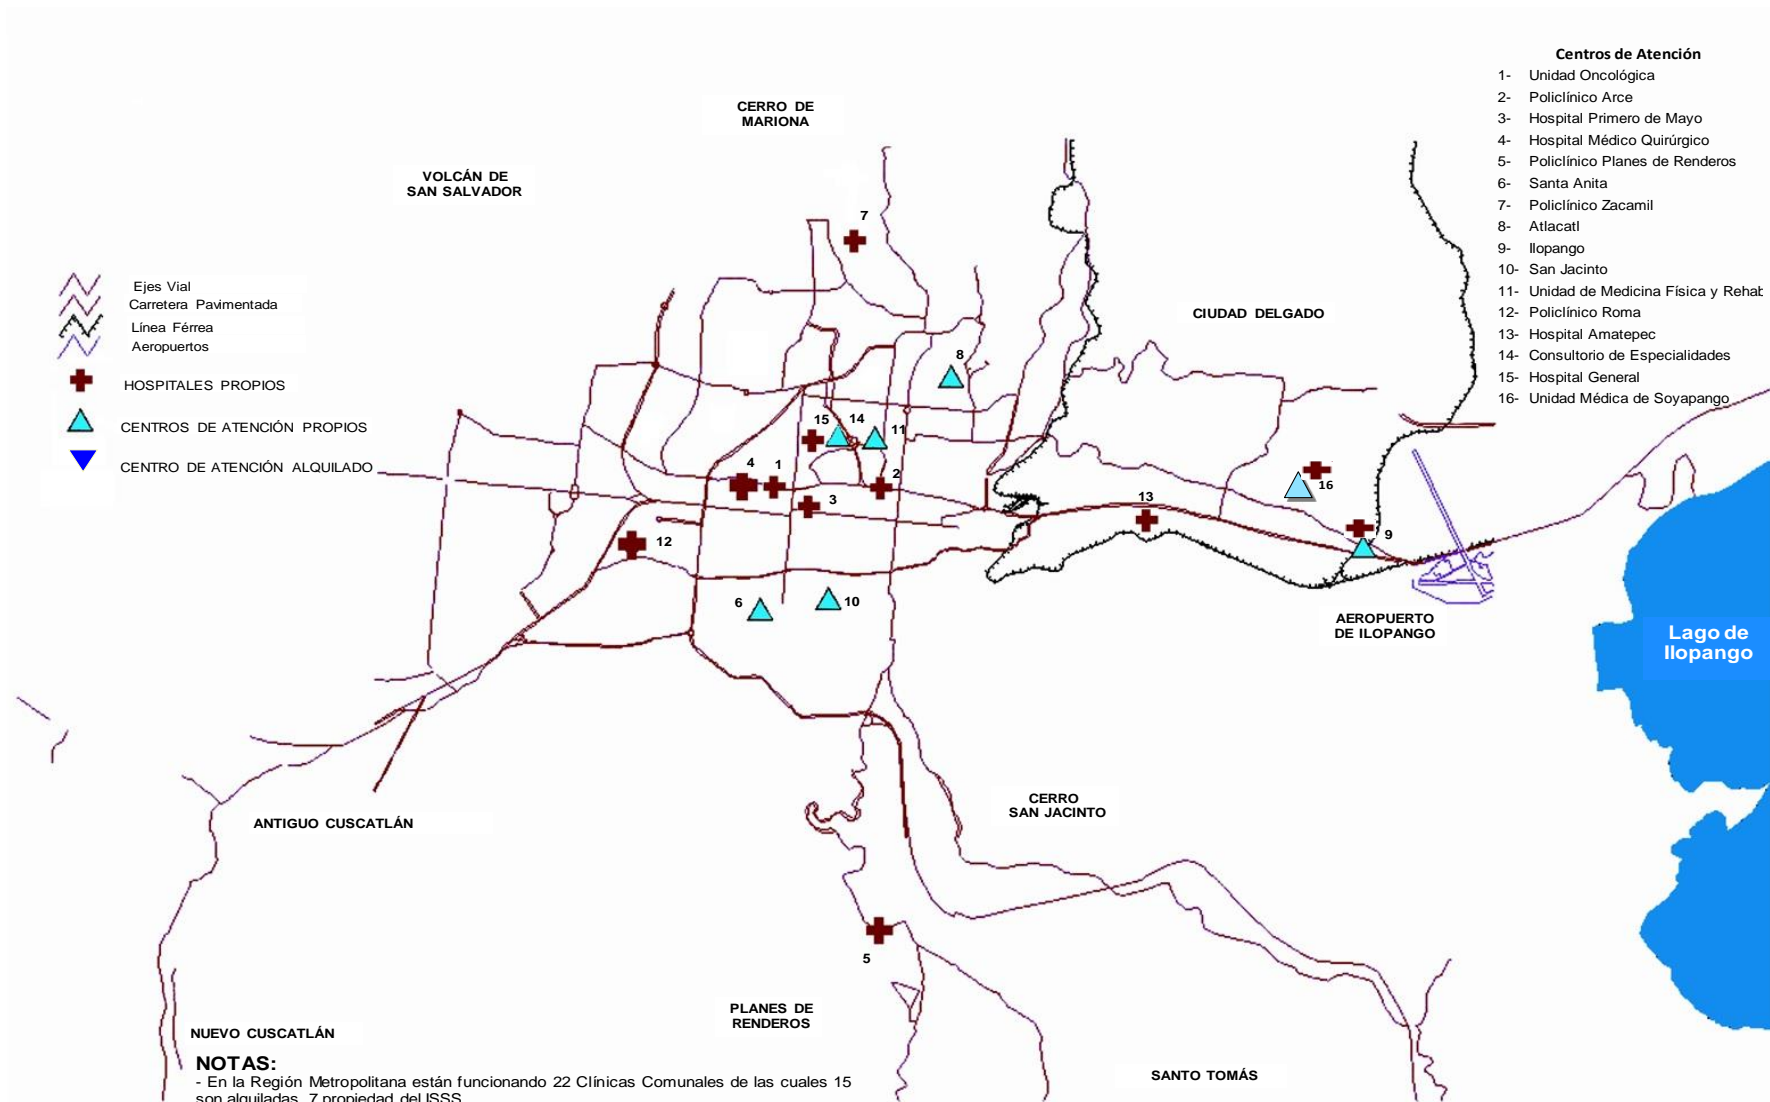 Centros de Atención
1- Unidad Oncológica
2- Policlínico Arce
3- Hospital Primero de Mayo
4- Hospital Médico Quirúrgico
5- Policlínico Planes de Renderos
6- Santa Anita
7- Policlínico Zacamil
8- Atlacatl
9- Ilopango
10- San Jacinto
11- Unidad de Medicina Física y Rehab
12- Policlínico Roma
13- Hospital Amatepec
14- Consultorio de Especialidades
15- Hospital General
16- Unidad Médica de Soyapango
CERRO DE
MARIONA
VOLCÁN DE
SAN SALVADOR
7
Ejes Vial
Carretera Pavimentada
Línea Férrea
Aeropuertos
HOSPITALES PROPIOS
CENTROS DE ATENCIÓN PROPIOS
CENTRO DE ATENCIÓN ALQUILADO
CIUDAD DELGADO
8
15
14
11
4
1
2
3
16
13
9
12
6
10
AEROPUERTO
DE ILOPANGO
Lago de
Ilopango
CERRO
SAN JACINTO
ANTIGUO CUSCATLÁN
5
PLANES DE
RENDEROS
NUEVO CUSCATLÁN
SANTO TOMÁS
NOTAS:
- En la Región Metropolitana están funcionando 22 Clínicas Comunales de las cuales 15
son alquiladas, 7 propiedad del ISSS